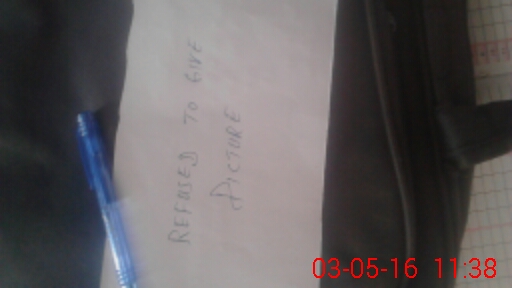 REFUSED TO GIVE
PICTURE
03-05-16 11:38